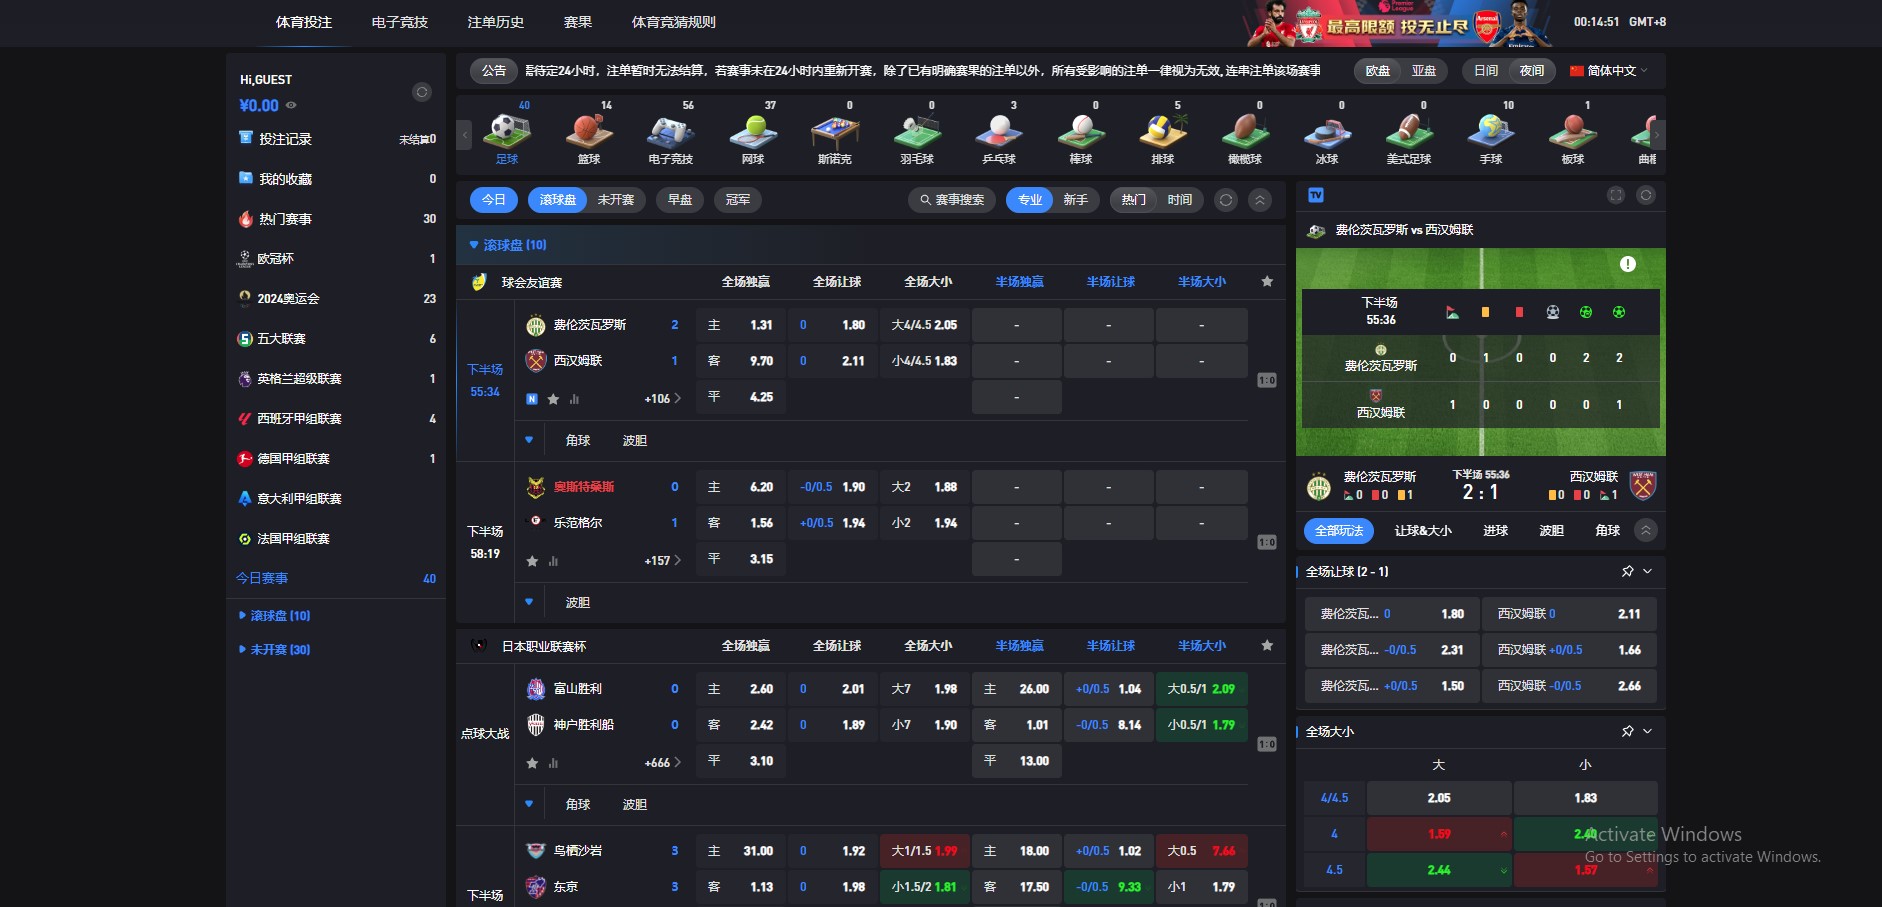 体育投注 电子竞技 注单历史 赛果 体育竞猜规则
Premier League
最高限额 投无止尽
00:14:51 GMT+8
Hi,GUEST
¥0.00
投注记录 未结算0
我的收藏 0
热门赛事 30
欧冠杯 1
2024奥运会 23
五大联赛 6
英格兰超级联赛 1
西班牙甲组联赛 4
德国甲组联赛 1
意大利甲组联赛
法国甲组联赛
今日赛事 40
滚球盘 (10)
未开赛 (30)
公告 待定24小时，注单暂时无法结算，若赛事未在24小时内重新开赛，除了已有明确赛果的注单以外，所有受影响的注单一律视为无效, 连串注单该场赛事
欧盘 亚盘 日间 夜间 简体中文
40 14 56 37 0 0 3 0 5 0 0 0 10 1
足球 篮球 电子竞技 网球 斯诺克 羽毛球 乒乓球 棒球 排球 橄榄球 冰球 美式足球 手球 板球
今日 滚球盘 未开赛 早盘 冠军 赛事搜索 专业 新手 热门 时间
滚球盘 (10)
球会友谊赛 全场独赢 全场让球 全场大小 半场独赢 半场让球 半场大小
下半场
55:34
费伦茨瓦罗斯 2 主 1.31 0 1.80 大4/4.5 2.05 - - -
西汉姆联 1 客 9.70 0 2.11 小4/4.5 1.83 - - -
N +106 平 4.25 -
1:0
角球 波胆
下半场
58:19
奥斯特桑斯 0 主 6.20 -0/0.5 1.90 大2 1.88 - - -
乐范格尔 1 客 1.56 +0/0.5 1.94 小2 1.94 - - -
+157 平 3.15 -
1:0
波胆
日本职业联赛杯 全场独赢 全场让球 全场大小 半场独赢 半场让球 半场大小
点球大战
富山胜利 0 主 2.60 0 2.01 大7 1.98 主 26.00 +0/0.5 1.04 大0.5/1 2.09
神户胜利船 0 客 2.42 0 1.89 小7 1.90 客 1.01 -0/0.5 8.14 小0.5/1 1.79
+666 平 3.10 平 13.00
1:0
角球 波胆
下半场
鸟栖沙岩 3 主 31.00 0 1.92 大1/1.5 1.99 主 18.00 +0/0.5 1.02 大0.5 7.66
东京 3 客 1.13 0 1.98 小1.5/2 1.81 客 17.50 -0/0.5 9.33 小1 1.79
TV
费伦茨瓦罗斯 vs 西汉姆联
下半场
55:36
费伦茨瓦罗斯 0 1 0 0 2 2
西汉姆联 1 0 0 0 0 1
费伦茨瓦罗斯 下半场 55:36 西汉姆联
0 0 1 2 : 1 0 0 1
全部玩法 让球&大小 进球 波胆 角球
全场让球 (2 - 1)
费伦茨瓦... 0 1.80 西汉姆联 0 2.11
费伦茨瓦... -0/0.5 2.31 西汉姆联 +0/0.5 1.66
费伦茨瓦... +0/0.5 1.50 西汉姆联 -0/0.5 2.66
全场大小
大 小
4/4.5 2.05 1.83
4 1.59
4.5 2.44 1.57
Activate Windows
Go to Settings to activate Windows.